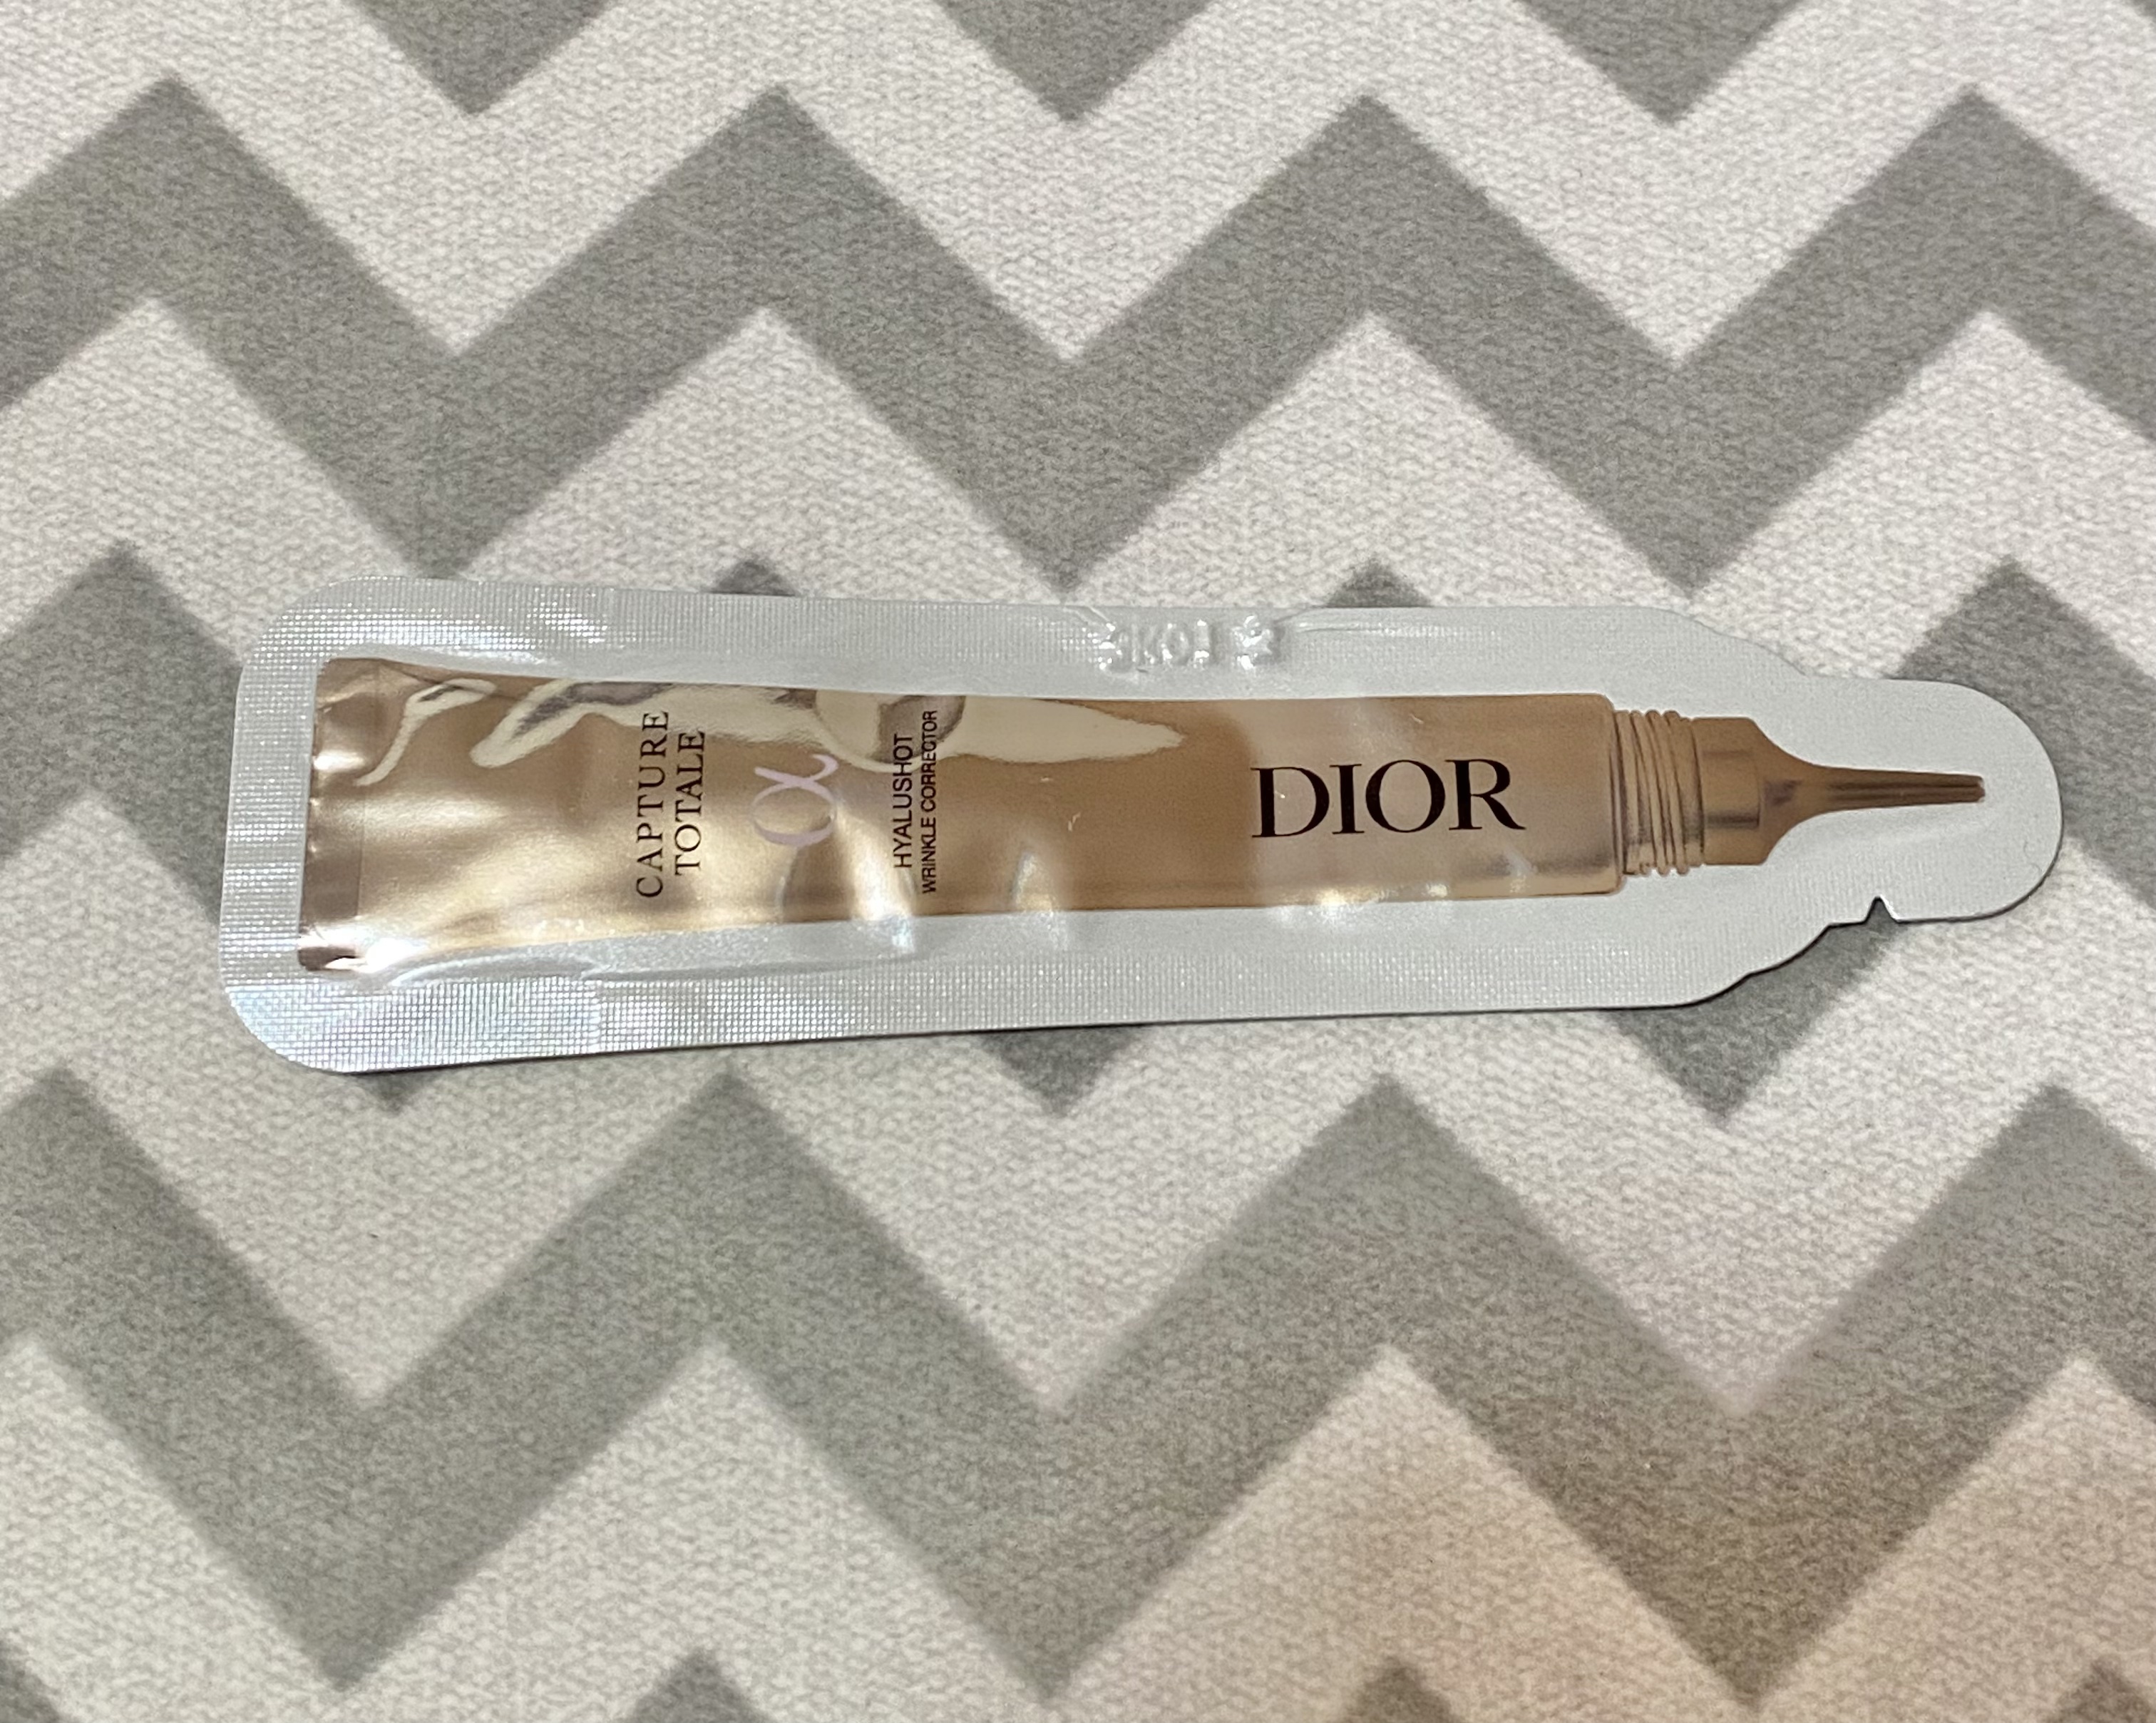 CAPTURE
TOTALE
α
HYALUSHOT
WRINKLE CORRECTOR
DIOR